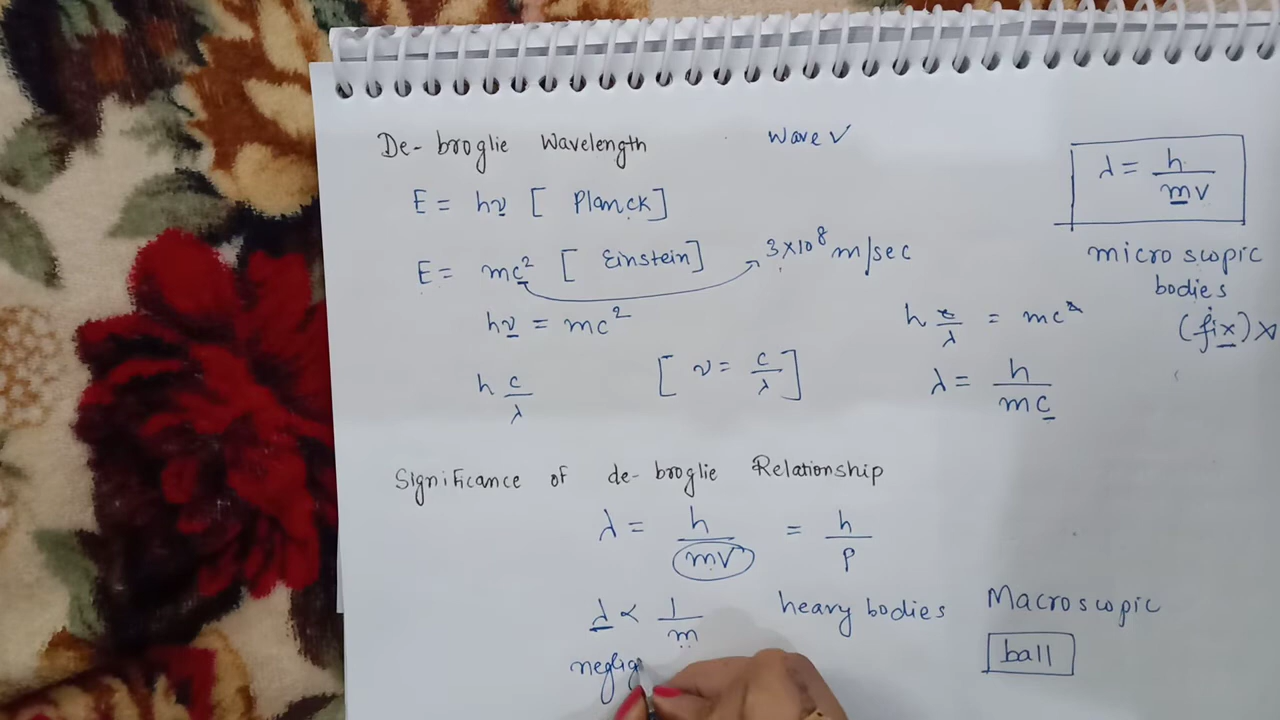 De-broglie Wavelength
Wave √
E = hν [ Planck ]
E = mc² [ Einstein ] 3×10⁸ m/sec
hν = mc²
h c/λ [ ν = c/λ ]
h c/λ = mc²
λ = h/mc
λ = h/mv
microscopic
bodies
(fix)
Significance of de-broglie Relationship
λ = h/mv = h/p
λ ∝ 1/m heavy bodies Macroscopic
neglig
ball